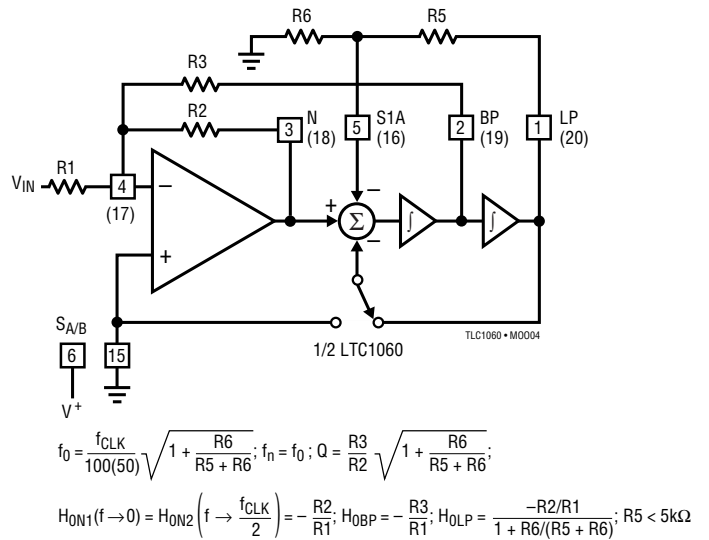 R6
R5
R3
R2
N
3
(18)
S1A
5
(16)
BP
2
(19)
LP
1
(20)
R1
VIN
4
(17)
−
+
+
−
Σ
−
∫
∫
SA/B
6
15
V+
1/2 LTC1060
TLC1060 • MOO04
f0 = fCLK/100(50) √(1 + R6/(R5 + R6)); fn = f0 ; Q = R3/R2 √(1 + R6/(R5 + R6));
H0N1(f →0) = H0N2 (f → fCLK/2) = − R2/R1; H0BP = − R3/R1; H0LP = −R2/R1/(1 + R6/(R5 + R6)); R5 < 5kΩ